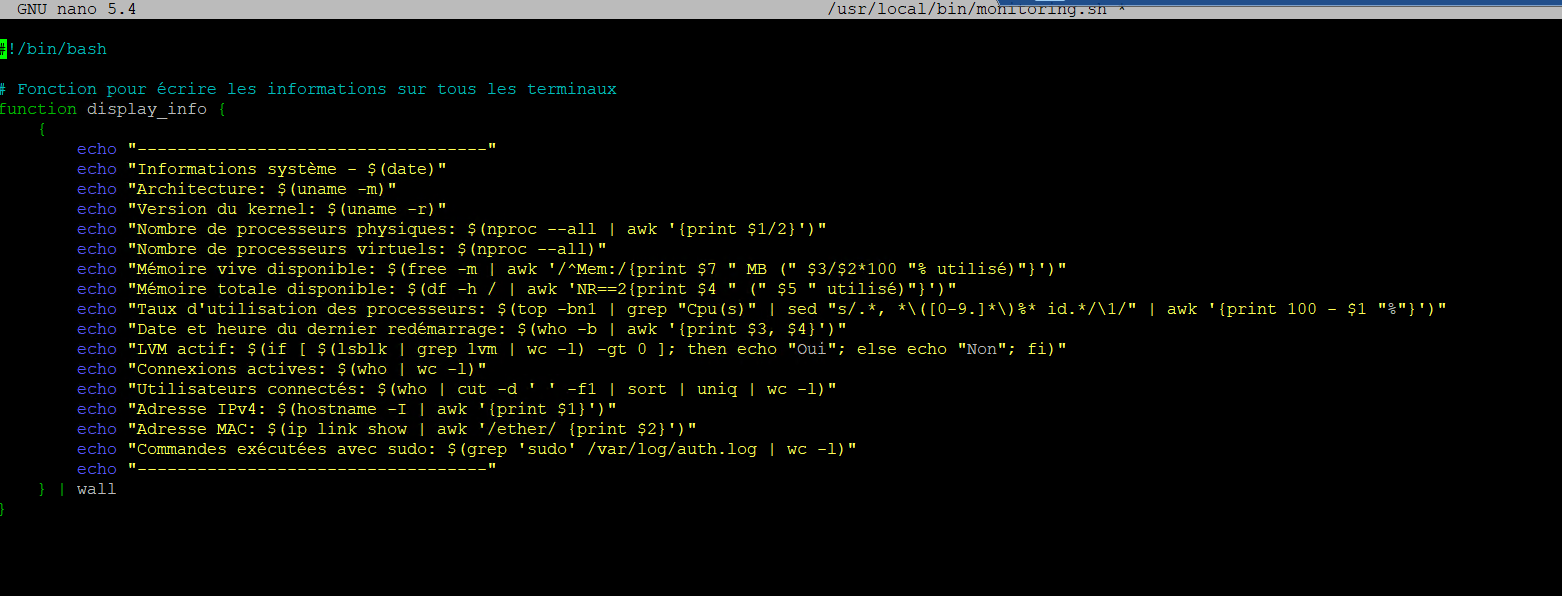 GNU nano 5.4 /usr/local/bin/monitoring.sh *
#!/bin/bash
# Fonction pour écrire les informations sur tous les terminaux
function display_info {
{
echo "-----------------------------------"
echo "Informations système - $(date)"
echo "Architecture: $(uname -m)"
echo "Version du kernel: $(uname -r)"
echo "Nombre de processeurs physiques: $(nproc --all | awk '{print $1/2}')"
echo "Nombre de processeurs virtuels: $(nproc --all)"
echo "Mémoire vive disponible: $(free -m | awk '/^Mem:/{print $7 " MB (" $3/$2*100 "% utilisé)"}')"
echo "Mémoire totale disponible: $(df -h / | awk 'NR==2{print $4 " (" $5 " utilisé)"}')"
echo "Taux d'utilisation des processeurs: $(top -bn1 | grep "Cpu(s)" | sed "s/.*, *\([0-9.]*\)%* id.*/\1/" | awk '{print 100 - $1 "%"}')"
echo "Date et heure du dernier redémarrage: $(who -b | awk '{print $3, $4}')"
echo "LVM actif: $(if [ $(lsblk | grep lvm | wc -l) -gt 0 ]; then echo "Oui"; else echo "Non"; fi)"
echo "Connexions actives: $(who | wc -l)"
echo "Utilisateurs connectés: $(who | cut -d ' ' -f1 | sort | uniq | wc -l)"
echo "Adresse IPv4: $(hostname -I | awk '{print $1}')"
echo "Adresse MAC: $(ip link show | awk '/ether/ {print $2}')"
echo "Commandes exécutées avec sudo: $(grep 'sudo' /var/log/auth.log | wc -l)"
echo "-----------------------------------"
} | wall
}